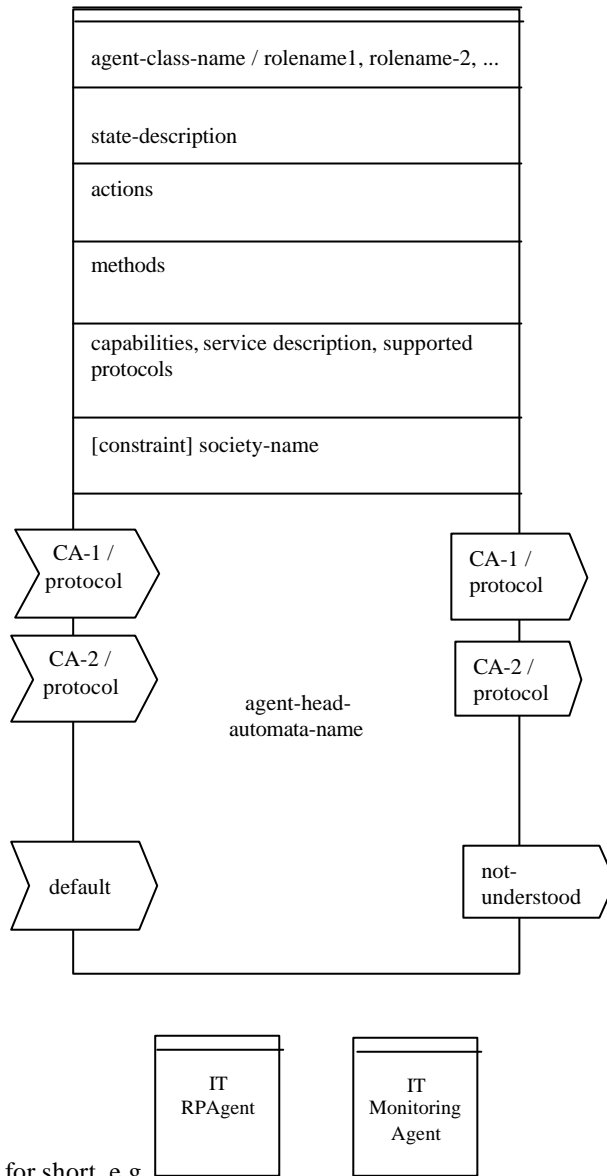 agent-class-name / rolename1, rolename-2, ...
state-description
actions
methods
capabilities, service description, supported
protocols
[constraint] society-name
CA-1 /
protocol
CA-1 /
protocol
CA-2 /
protocol
CA-2 /
protocol
agent-head-
automata-name
default
not-
understood
IT
RPAgent
IT
Monitoring
Agent
for short, e.g.